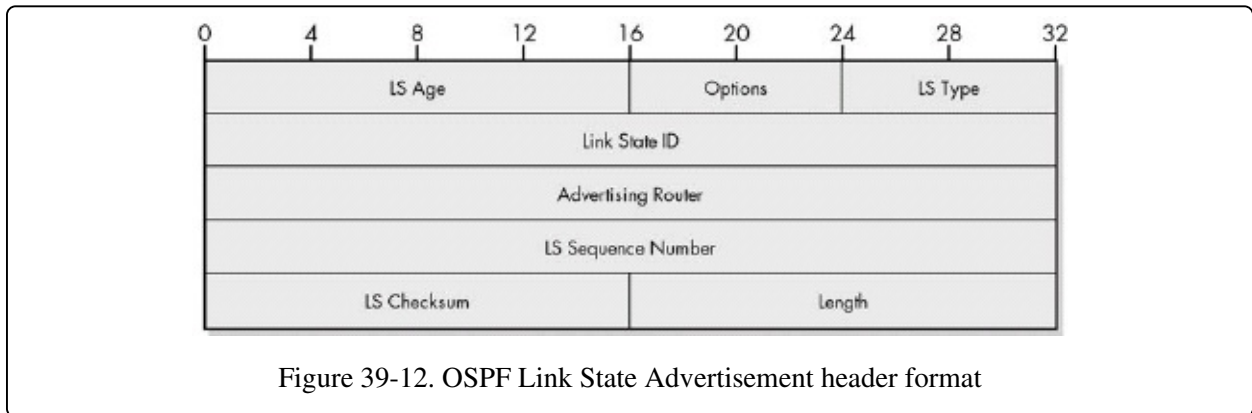 0 4 8 12 16 20 24 28 32
LS Age Options LS Type
Link State ID
Advertising Router
LS Sequence Number
LS Checksum Length
Figure 39-12. OSPF Link State Advertisement header format